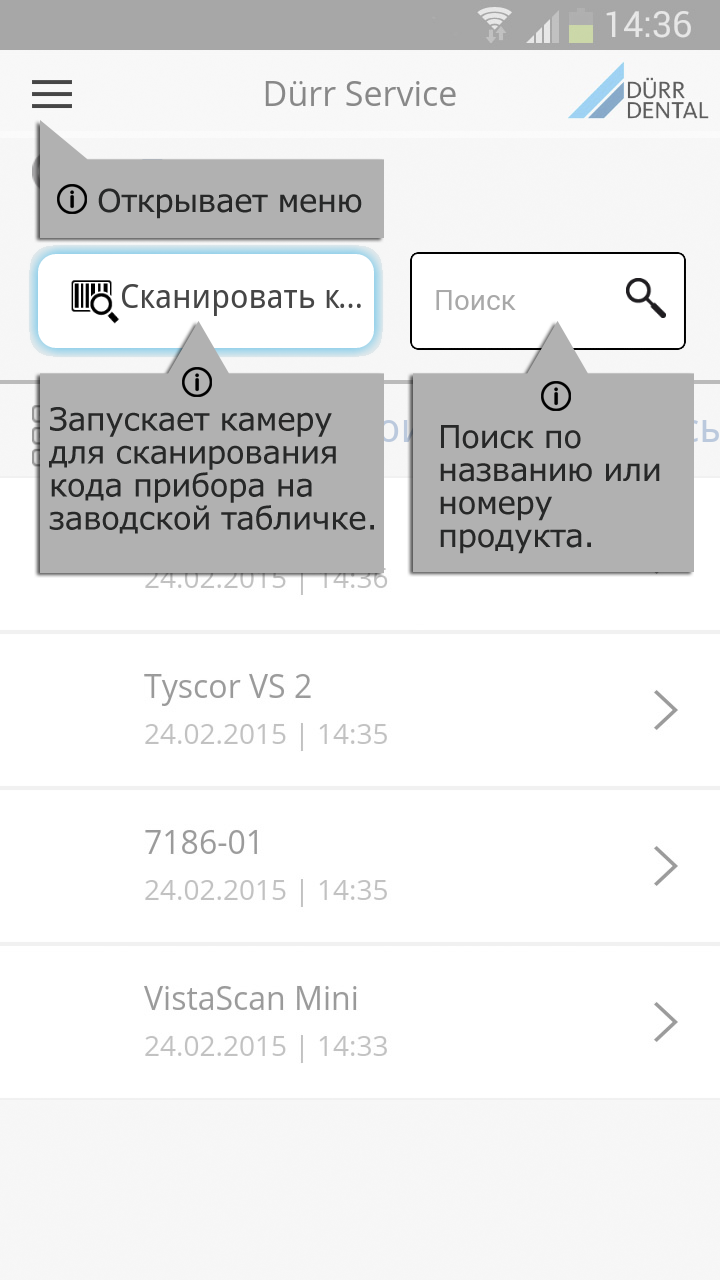 14:36
Dürr Service
DÜRR
DENTAL
Открывает меню
Сканировать к...
Поиск
Запускает камеру
для сканирования
кода прибора на
заводской табличке.
Поиск по
названию или
номеру
продукта.
24.02.2015 | 14:36
Tyscor VS 2
24.02.2015 | 14:35
7186-01
24.02.2015 | 14:35
VistaScan Mini
24.02.2015 | 14:33